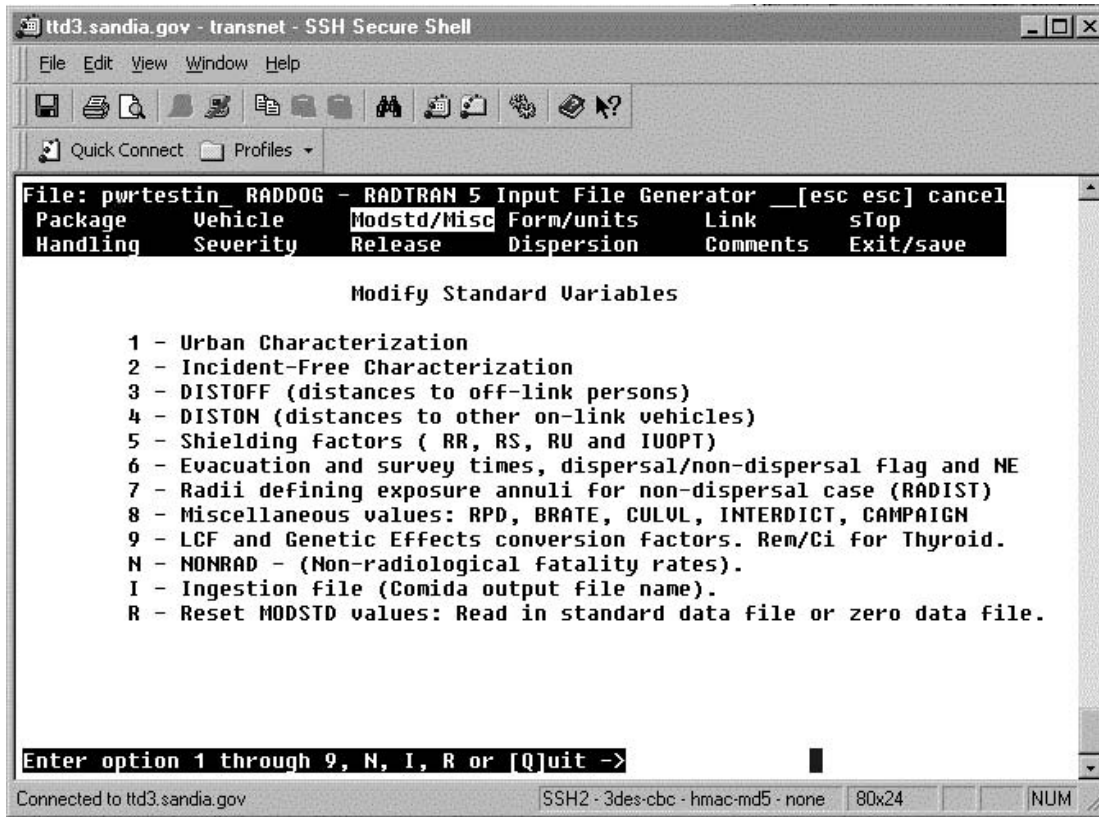 ttd3.sandia.gov - transnet - SSH Secure Shell
File Edit View Window Help
Quick Connect Profiles
File: pwrtestin_ RADDOG - RADTRAN 5 Input File Generator __[esc esc] cancel
Package Vehicle Modstd/Misc Form/units Link sTop
Handling Severity Release Dispersion Comments Exit/save
Modify Standard Variables
1 - Urban Characterization
2 - Incident-Free Characterization
3 - DISTOFF (distances to off-link persons)
4 - DISTON (distances to other on-link vehicles)
5 - Shielding factors ( RR, RS, RU and IUOPT)
6 - Evacuation and survey times, dispersal/non-dispersal flag and NE
7 - Radii defining exposure annuli for non-dispersal case (RADIST)
8 - Miscellaneous values: RPD, BRATE, CULVL, INTERDICT, CAMPAIGN
9 - LCF and Genetic Effects conversion factors. Rem/Ci for Thyroid.
N - NONRAD - (Non-radiological fatality rates).
I - Ingestion file (Comida output file name).
R - Reset MODSTD values: Read in standard data file or zero data file.
Enter option 1 through 9, N, I, R or [Q]uit ->
Connected to ttd3.sandia.gov SSH2 - 3des-cbc - hmac-md5 - none 80x24 NUM